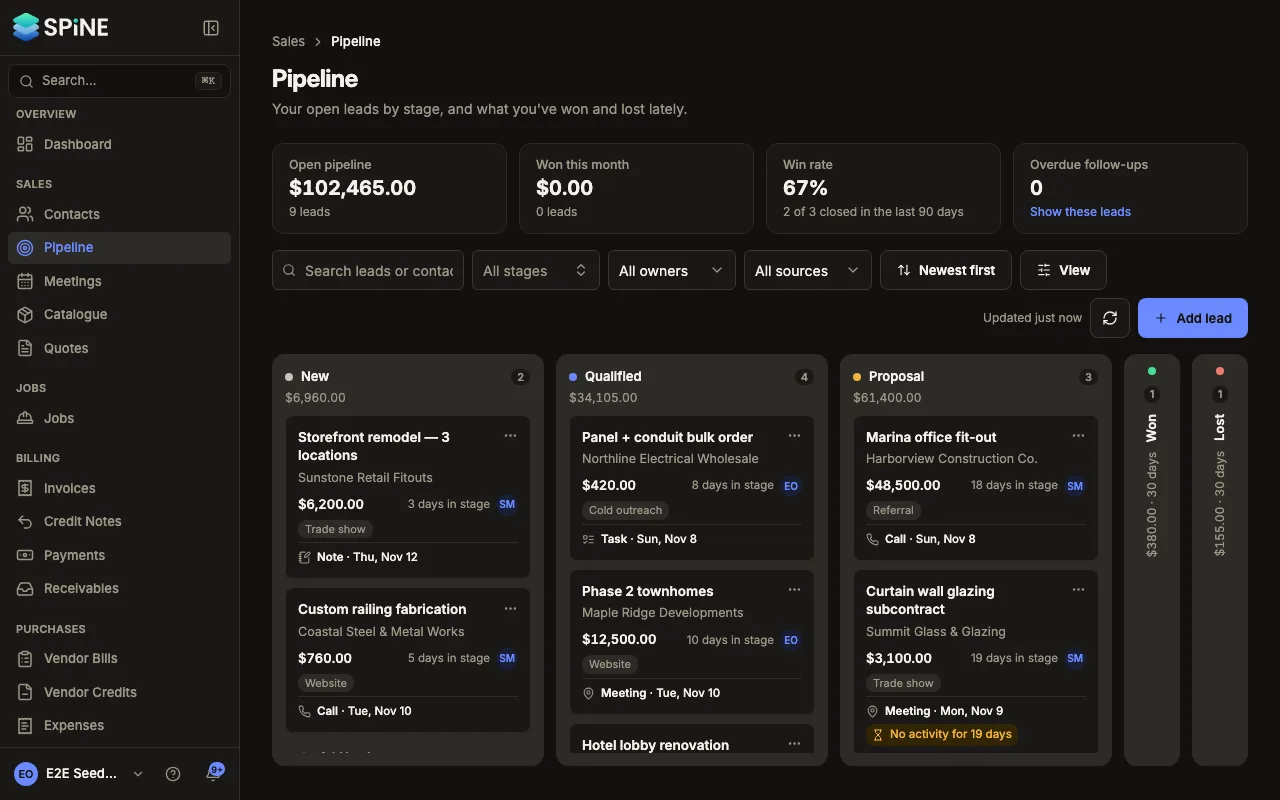 SPiNE
Search...
⌘K
OVERVIEW
Dashboard
SALES
Contacts
Pipeline
Meetings
Catalogue
Quotes
JOBS
Jobs
BILLING
Invoices
Credit Notes
Payments
Receivables
PURCHASES
Vendor Bills
Vendor Credits
Expenses
EO
E2E Seed...
9+
Sales
Pipeline
Pipeline
Your open leads by stage, and what you've won and lost lately.
Open pipeline
$102,465.00
9 leads
Won this month
$0.00
0 leads
Win rate
67%
2 of 3 closed in the last 90 days
Overdue follow-ups
0
Show these leads
Search leads or contac
All stages
All owners
All sources
Newest first
View
Updated just now
Add lead
New
2
$6,960.00
Storefront remodel — 3
locations
Sunstone Retail Fitouts
$6,200.00
3 days in stage
SM
Trade show
Note · Thu, Nov 12
Custom railing fabrication
Coastal Steel & Metal Works
$760.00
5 days in stage
SM
Website
Call · Tue, Nov 10
Qualified
4
$34,105.00
Panel + conduit bulk order
Northline Electrical Wholesale
$420.00
8 days in stage
EO
Cold outreach
Task · Sun, Nov 8
Phase 2 townhomes
Maple Ridge Developments
$12,500.00
10 days in stage
EO
Website
Meeting · Tue, Nov 10
Hotel lobby renovation
Proposal
3
$61,400.00
Marina office fit-out
Harborview Construction Co.
$48,500.00
18 days in stage
SM
Referral
Call · Sun, Nov 8
Curtain wall glazing
subcontract
Summit Glass & Glazing
$3,100.00
19 days in stage
SM
Trade show
Meeting · Mon, Nov 9
No activity for 19 days
1
Won
$380.00 · 30 days
1
Lost
$155.00 · 30 days